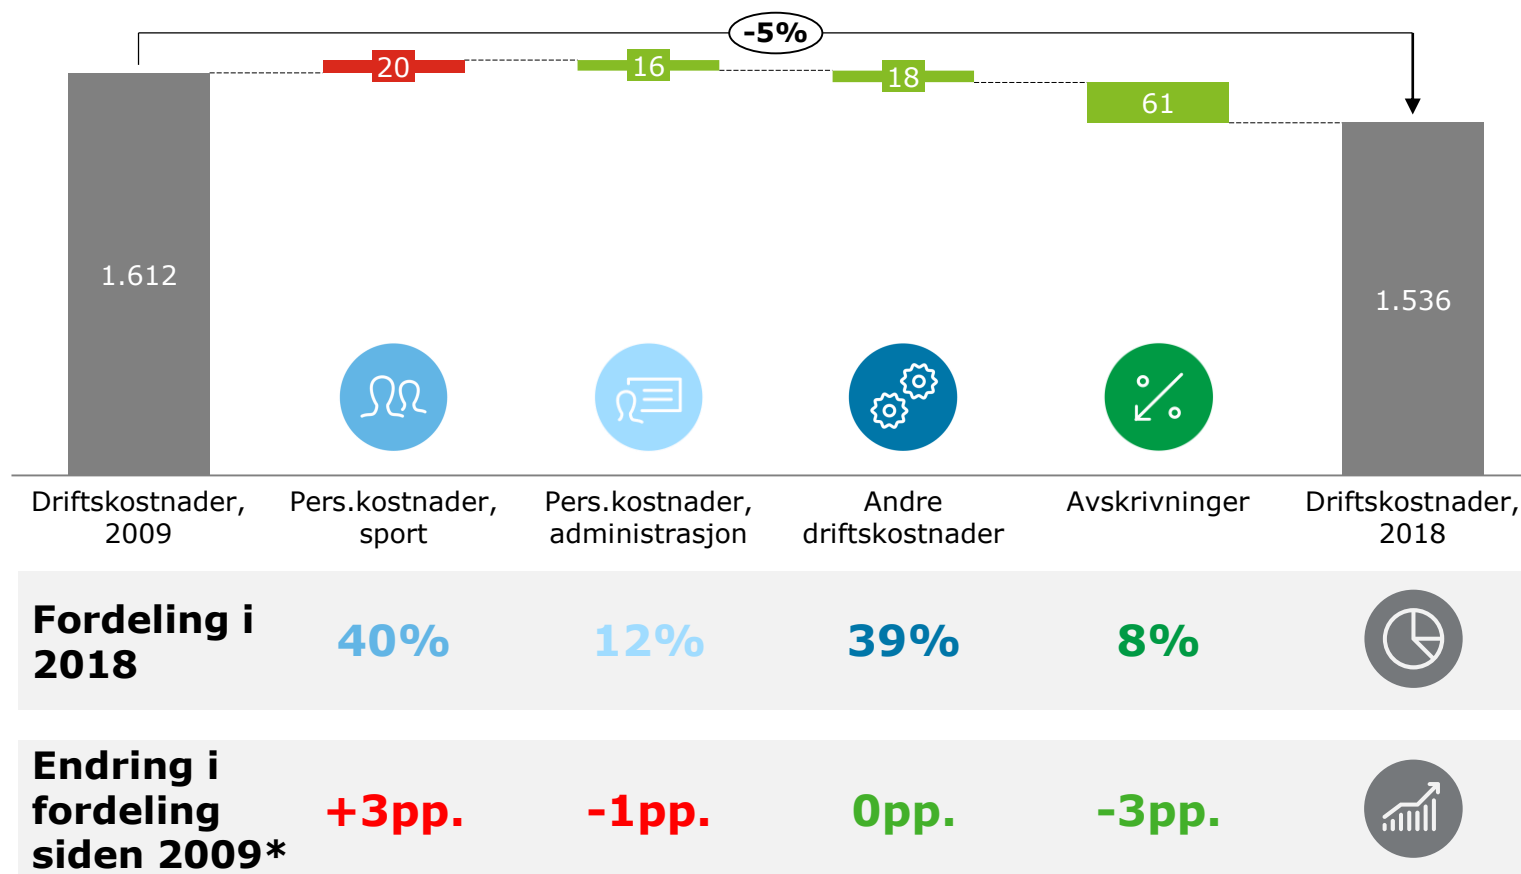 -5%
20
16
18
61
1.612
1.536
Driftskostnader,
2009
Pers.kostnader,
sport
Pers.kostnader,
administrasjon
Andre
driftskostnader
Avskrivninger
Driftskostnader,
2018
Fordeling i
2018
40%
12%
39%
8%
Endring i
fordeling
siden 2009*
+3pp.
-1pp.
0pp.
-3pp.